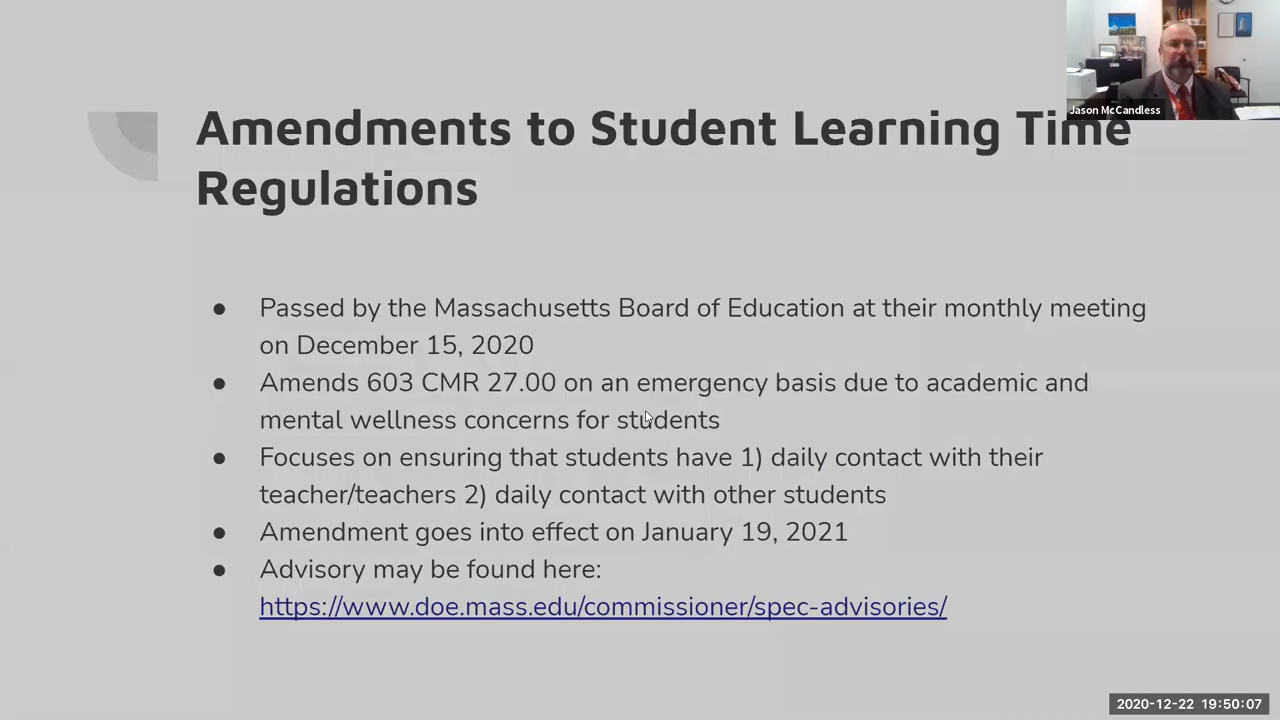 Jason McCandless
Amendments to Student Learning Time
Regulations
● Passed by the Massachusetts Board of Education at their monthly meeting
on December 15, 2020
● Amends 603 CMR 27.00 on an emergency basis due to academic and
mental wellness concerns for students
● Focuses on ensuring that students have 1) daily contact with their
teacher/teachers 2) daily contact with other students
● Amendment goes into effect on January 19, 2021
● Advisory may be found here:
https://www.doe.mass.edu/commissioner/spec-advisories/
2020-12-22 19:50:07